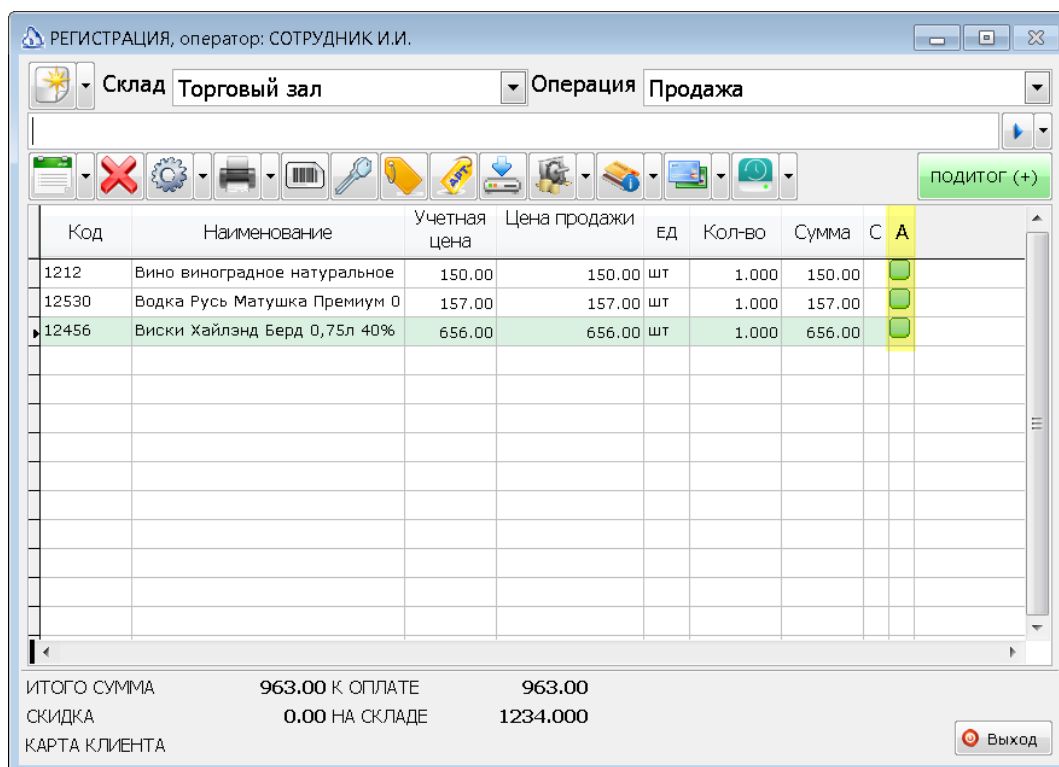 РЕГИСТРАЦИЯ, оператор: СОТРУДНИК И.И.
Склад Торговый зал Операция Продажа
АРТ
ПОДИТОГ (+)
Код Наименование Учетная цена Цена продажи ЕД Кол-во Сумма С А
1212 Вино виноградное натуральное 150.00 150.00 шт 1.000 150.00
12530 Водка Русь Матушка Премиум 0 157.00 157.00 шт 1.000 157.00
12456 Виски Хайлэнд Берд 0,75л 40% 656.00 656.00 шт 1.000 656.00
ИТОГО СУММА 963.00 К ОПЛАТЕ 963.00
СКИДКА 0.00 НА СКЛАДЕ 1234.000
КАРТА КЛИЕНТА
Выход